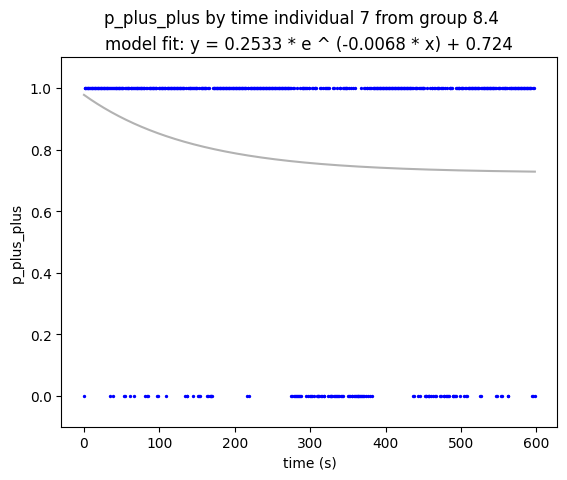 p_plus_plus by time individual 7 from group 8.4
model fit: y = 0.2533 * e ^ (-0.0068 * x) + 0.724
1.0
0.8
0.6
0.4
0.2
0.0
p_plus_plus
0 100 200 300 400 500 600
time (s)